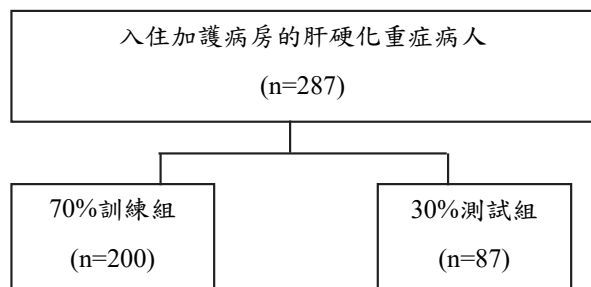 入住加護病房的肝硬化重症病人
(n=287)
70%訓練組
(n=200)
30%測試組
(n=87)